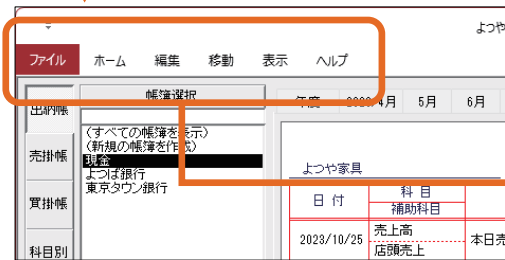 よつや
ファイル ホーム 編集 移動 表示 ヘルプ
出納帳
売掛帳
買掛帳
科目別
帳簿選択
(すべての帳簿を表示)
(新規の帳簿を作成)
現金
よつば銀行
東京タウン銀行
年度 4月 5月 6月
よつや家具
日 付 科 目
補助科目
2023/10/25 売上高 本日売
店頭売上